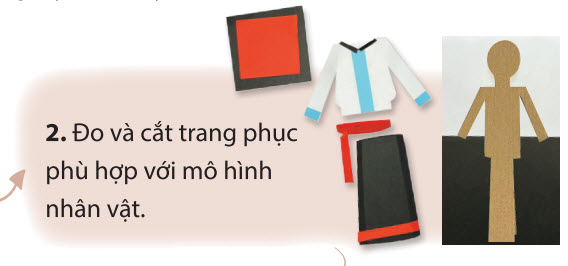 2. Đo và cắt trang phục
phù hợp với mô hình
nhân vật.